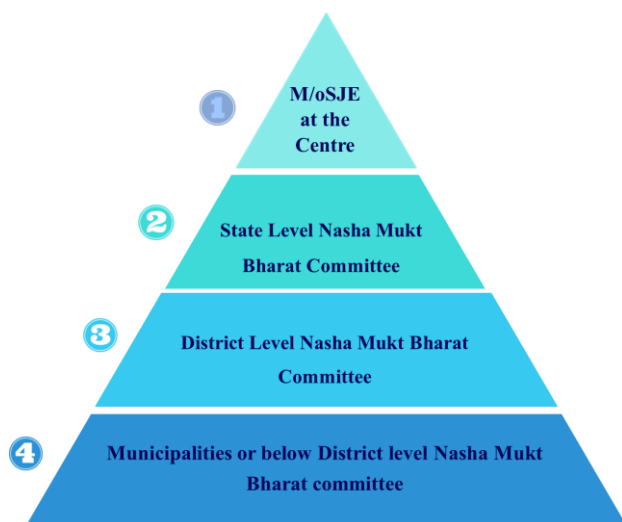 1
M/oSJE
at the
Centre
2
State Level Nasha Mukt
Bharat Committee
3
District Level Nasha Mukt Bharat
Committee
4
Municipalities or below District level Nasha Mukt
Bharat committee